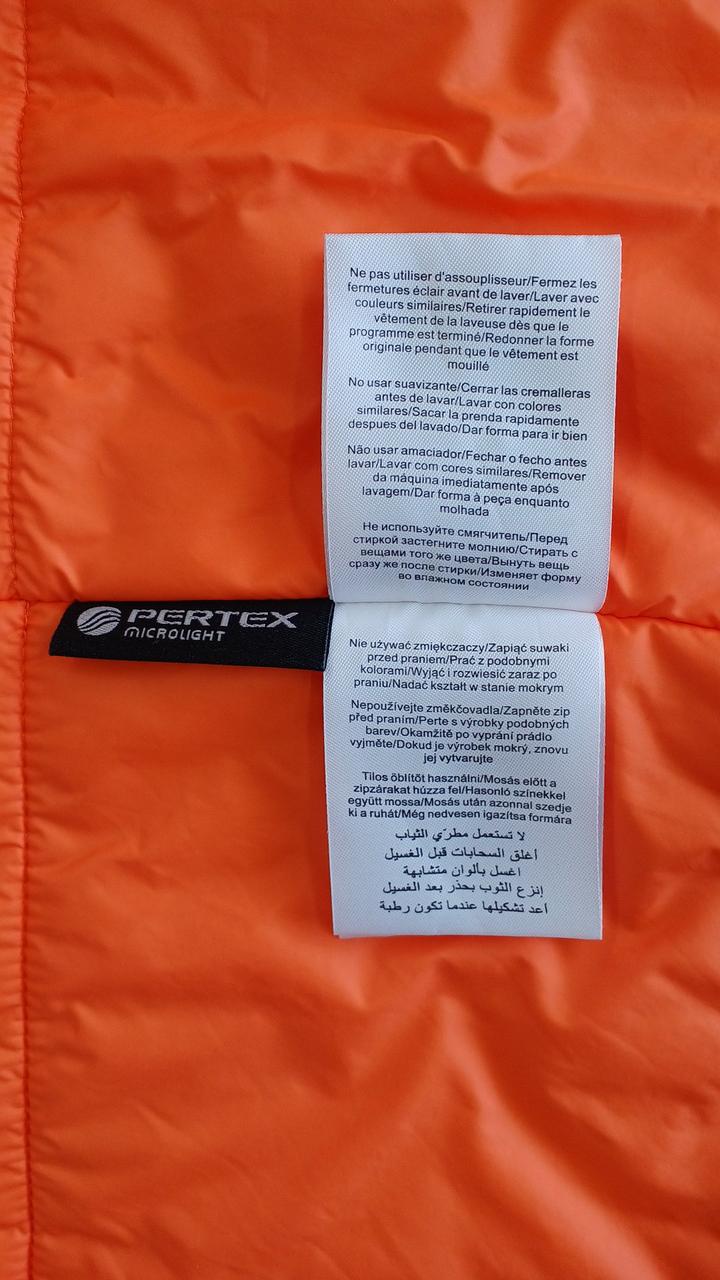 Ne pas utiliser d'assouplisseur/Fermez les
fermetures éclair avant de laver/Laver avec
couleurs similaires/Retirer rapidement le
vêtement de la laveuse dès que le
programme est terminé/Redonner la forme
originale pendant que le vêtement est
mouillé
No usar suavizante/Cerrar las cremalleras
antes de lavar/Lavar con colores
similares/Sacar la prenda rapidamente
despues del lavado/Dar forma para ir bien
Não usar amaciador/Fechar o fecho antes
lavar/Lavar com cores similares/Remover
da máquina imediatamente após
lavagem/Dar forma à peça enquanto
molhada
Не используйте смягчитель/Перед
стиркой застегните молнию/Стирать с
вещами того же цвета/Вынуть вещь
сразу же после стирки/Изменяет форму
во влажном состоянии
PERTEX
MICROLIGHT
Nie używać zmiękczaczy/Zapiąć suwaki
przed praniem/Prać z podobnymi
kolorami/Wyjąć i rozwiesić zaraz po
praniu/Nadać kształt w stanie mokrym
Nepoužívejte změkčovadla/Zapněte zip
před praním/Perte s výrobky podobných
barev/Okamžitě po vyprání prádlo
vyjměte/Dokud je výrobek mokrý, znovu
jej vytvarujte
Tilos öblítőt használni/Mosás előtt a
zipzárakat húzza fel/Hasonló színekkel
együtt mossa/Mosás után azonnal szedje
ki a ruhát/Még nedvesen igazítsa formára
لا تستعمل مطرّي الثياب
أغلق السحابات قبل الغسيل
اغسل بألوان متشابهة
إنزع الثوب بحذر بعد الغسيل
أعد تشكيلها عندما تكون رطبة